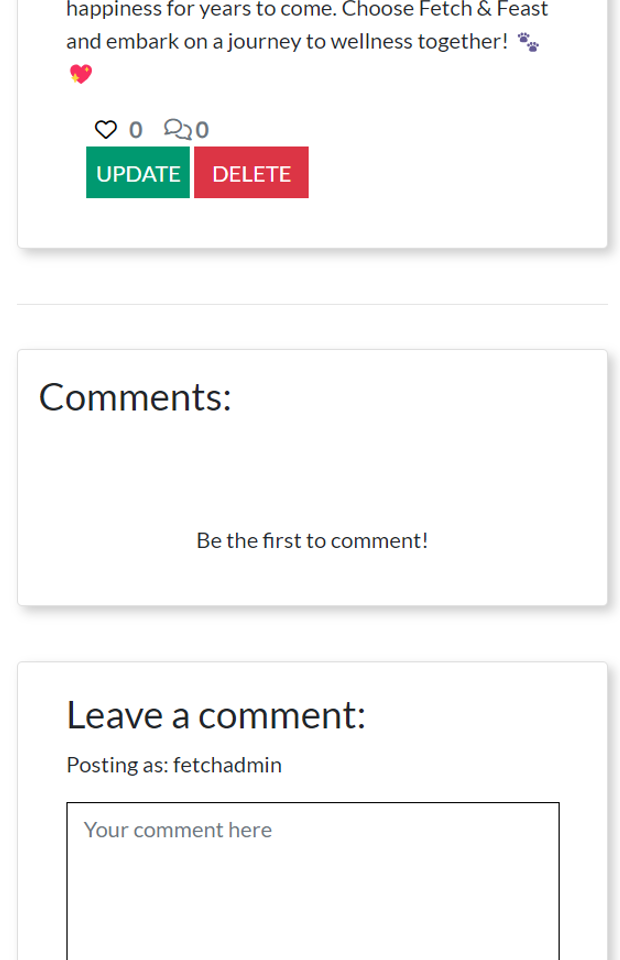 happiness for years to come. Choose Fetch & Feast
and embark on a journey to wellness together! 🐾
💖
0 0
UPDATE DELETE
Comments:
Be the first to comment!
Leave a comment:
Posting as: fetchadmin
Your comment here